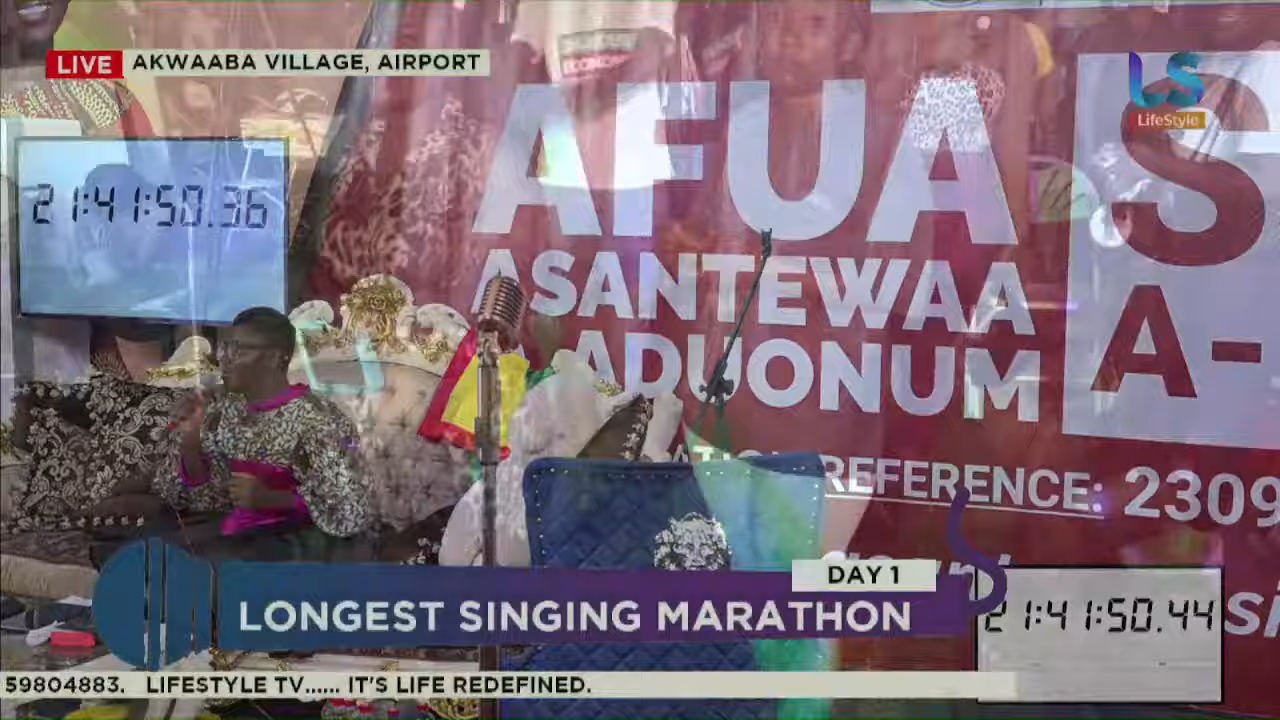 LIVE AKWAABA VILLAGE, AIRPORT
LS
LifeStyle
21:41:50.36
AFUA
ASANTEWAA
ADUONUM
S
A-
REFERENCE: 2309
DAY 1
LONGEST SINGING MARATHON
21:41:50.44
59804883. LIFESTYLE TV...... IT'S LIFE REDEFINED.